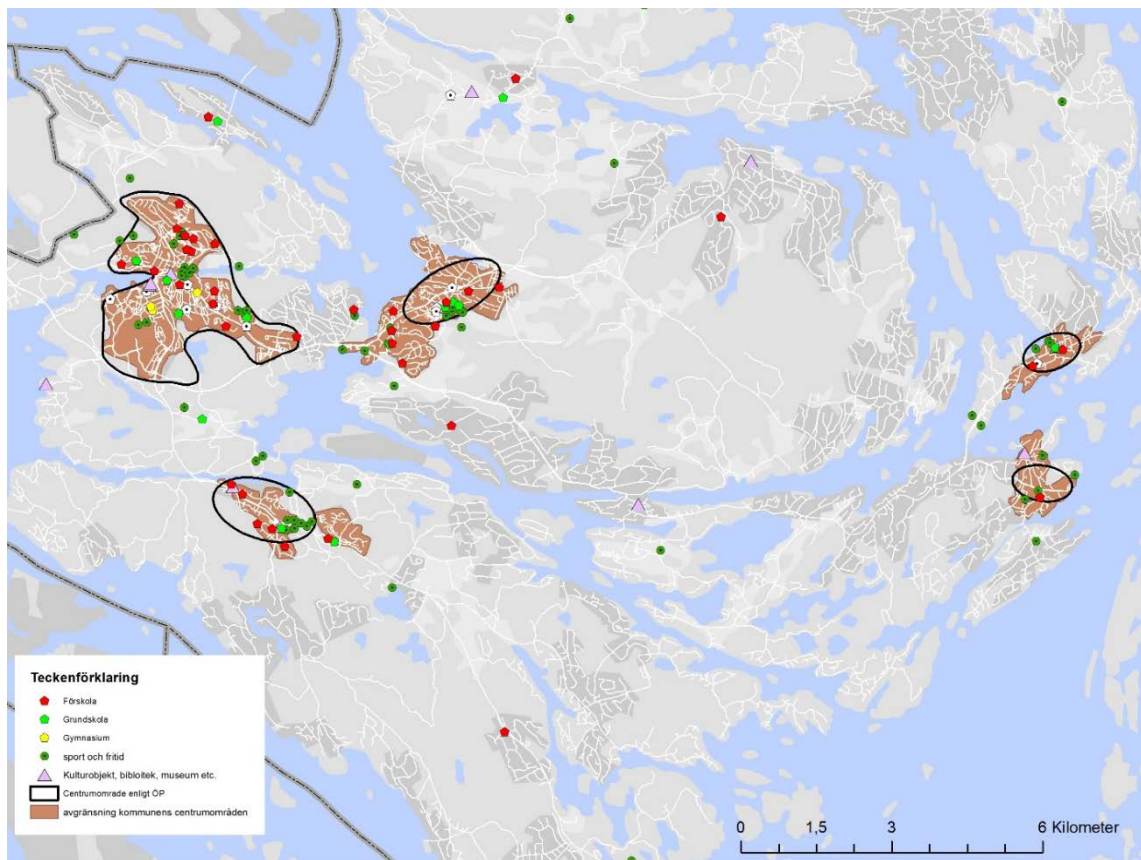 Teckenförklaring
Förskola
Grundskola
Gymnasium
sport och fritid
Kulturobjekt, bibloitek, museum etc.
Centrumområde enligt ÖP
avgränsning kommunens centrumområden
0 1,5 3 6 Kilometer